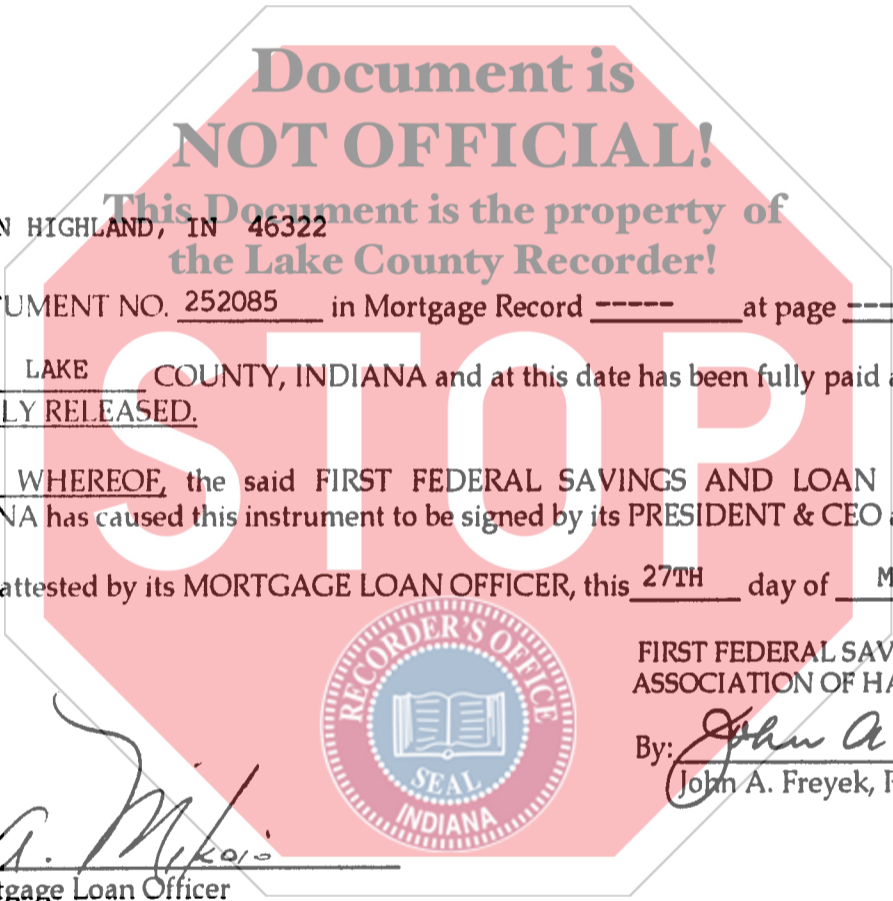 Document is
NOT OFFICIAL!
This Document is the property of
the Lake County Recorder!
N HIGHLAND, IN 46322
UMENT NO. 252085 in Mortgage Record ----- at page ---
LAKE COUNTY, INDIANA and at this date has been fully paid a
LY RELEASED.
STOP
WHEREOF, the said FIRST FEDERAL SAVINGS AND LOAN
NA has caused this instrument to be signed by its PRESIDENT & CEO a
attested by its MORTGAGE LOAN OFFICER, this 27TH day of M
RECORDER'S OFFICE
SEAL
INDIANA
FIRST FEDERAL SAV
ASSOCIATION OF HA
By: John A
John A. Freyek, P
A.
tgage Loan Officer